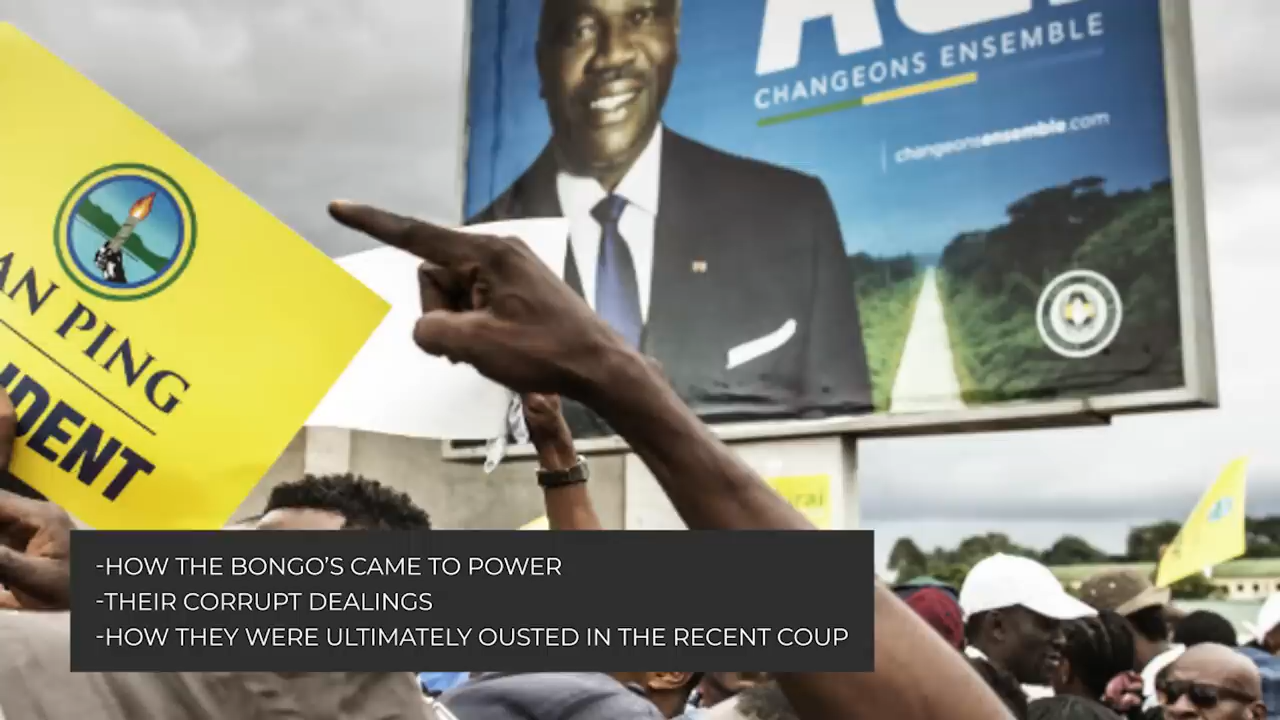 CHANGEONS ENSEMBLE
changeonsensemble.com
AN PING
IDENT
-HOW THE BONGO'S CAME TO POWER
-THEIR CORRUPT DEALINGS
-HOW THEY WERE ULTIMATELY OUSTED IN THE RECENT COUP